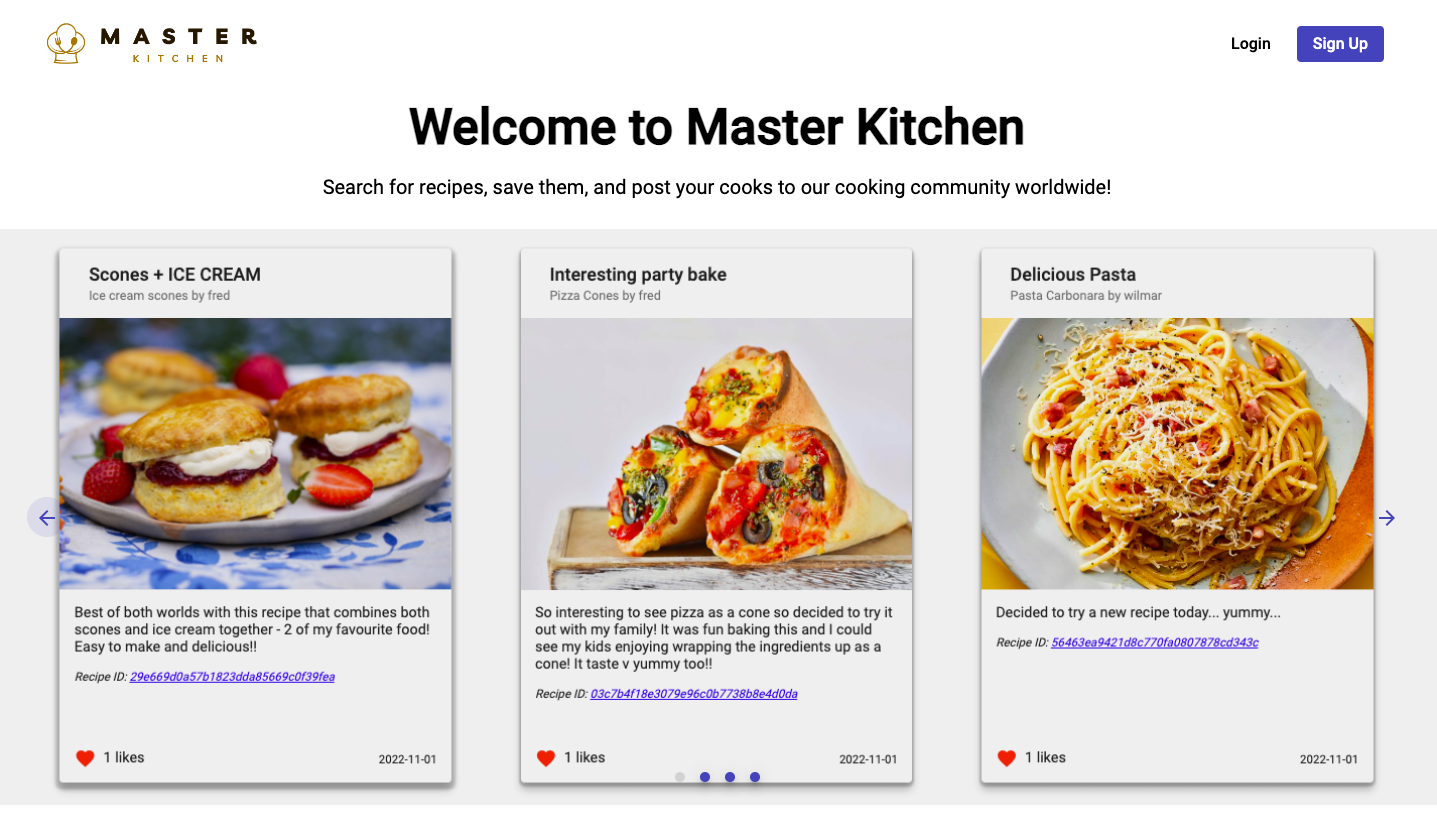 MASTER
KITCHEN
Login
Sign Up
Welcome to Master Kitchen
Search for recipes, save them, and post your cooks to our cooking community worldwide!
Scones + ICE CREAM
Ice cream scones by fred
Best of both worlds with this recipe that combines both
scones and ice cream together - 2 of my favourite food!
Easy to make and delicious!!
Recipe ID: 29e669d0a57b1823dda85669c0f39fea
1 likes
2022-11-01
Interesting party bake
Pizza Cones by fred
So interesting to see pizza as a cone so decided to try it
out with my family! It was fun baking this and I could
see my kids enjoying wrapping the ingredients up as a
cone! It taste v yummy too!!
Recipe ID: 03c7b4f18e3079e96c0b7738b8e4d0da
1 likes
2022-11-01
Delicious Pasta
Pasta Carbonara by wilmar
Decided to try a new recipe today... yummy...
Recipe ID: 56463ea9421d8c770fa0807878cd343c
1 likes
2022-11-01